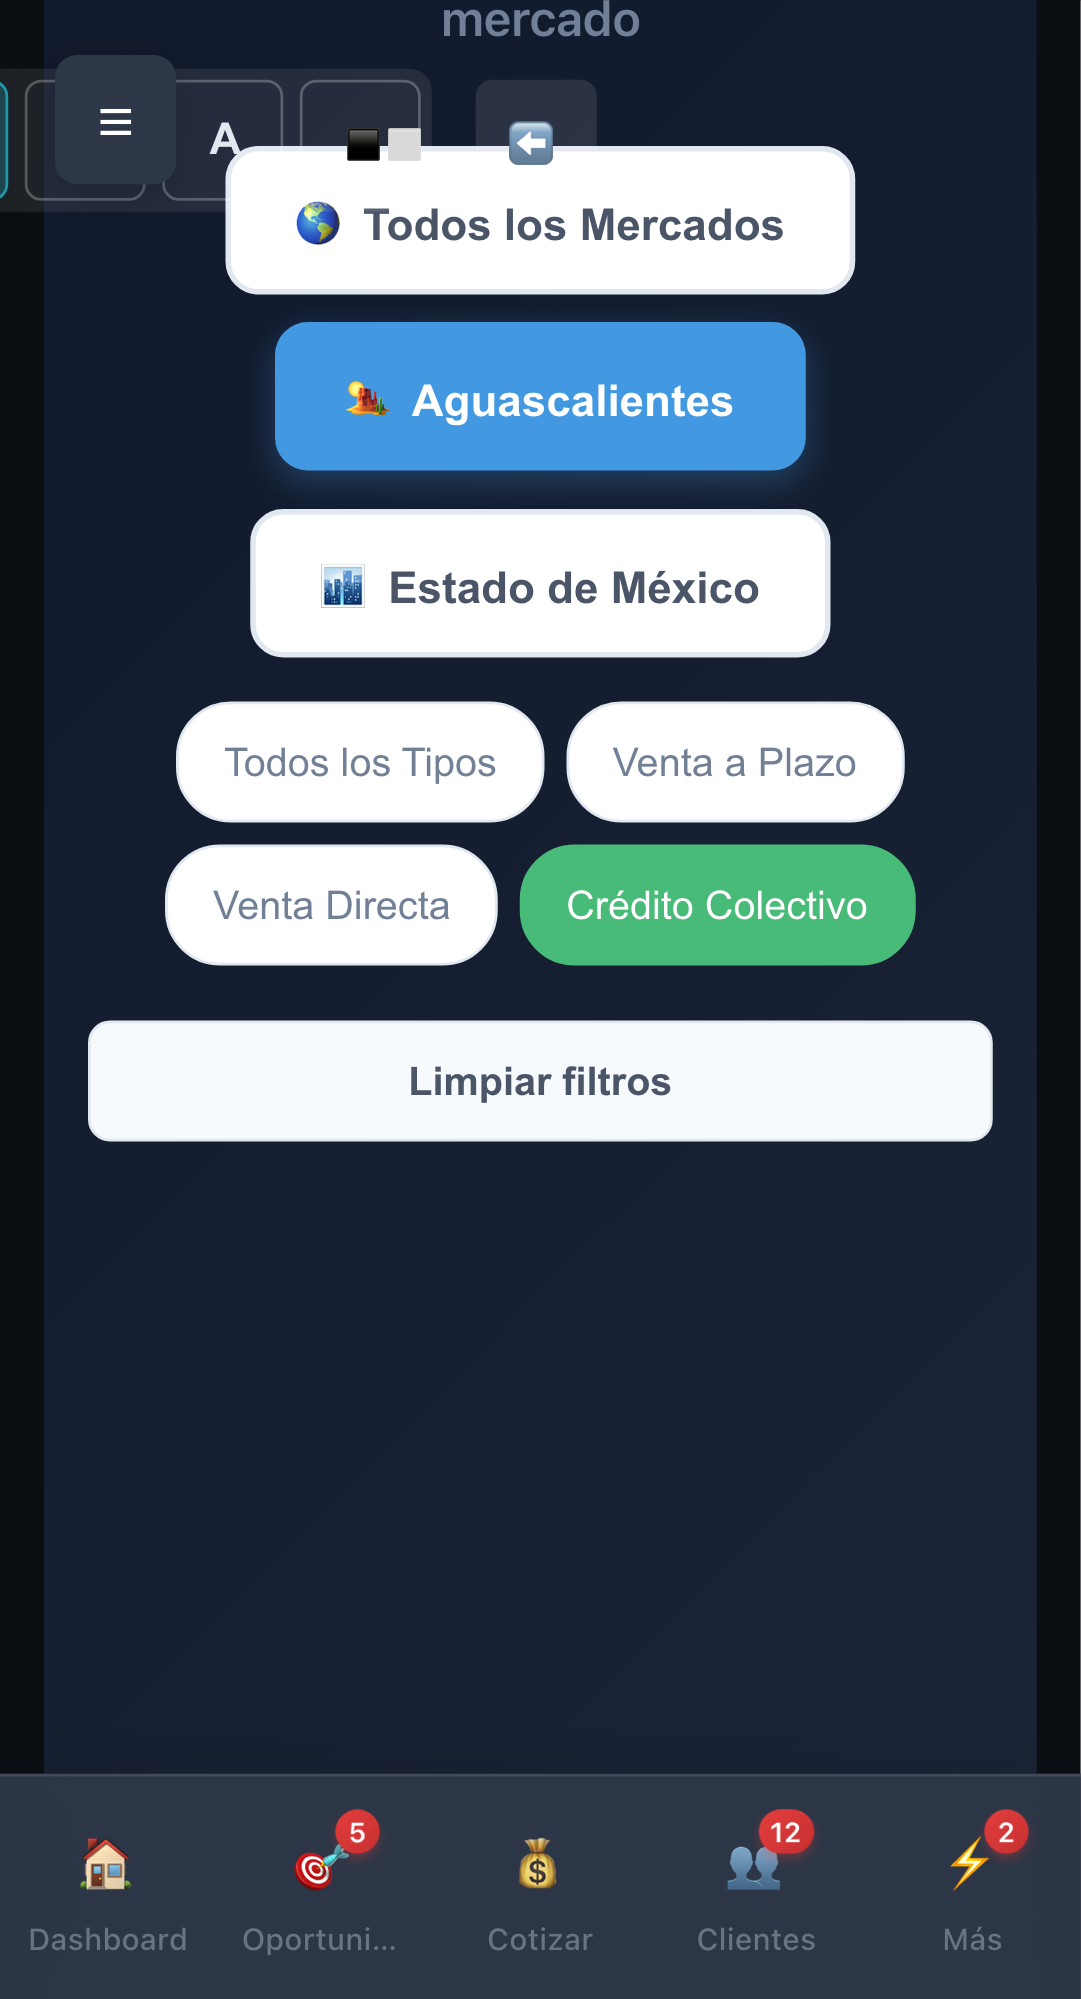 mercado
☰ A
🌎 Todos los Mercados
🏜️ Aguascalientes
🏙️ Estado de México
Todos los Tipos Venta a Plazo
Venta Directa Crédito Colectivo
Limpiar filtros
5 12 2
Dashboard Oportuni... Cotizar Clientes Más